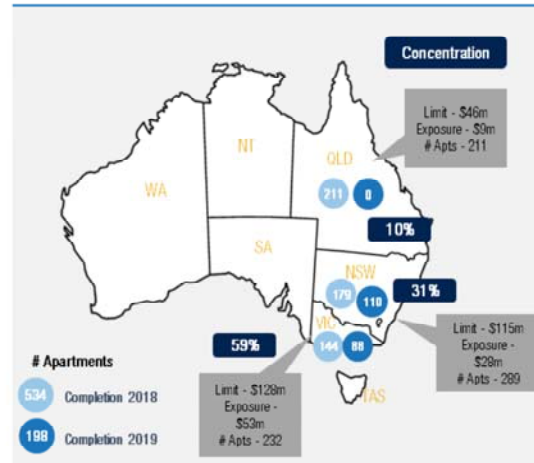 Concentration
Limit - $46m
Exposure - $9m
# Apts - 211
NT
QLD
WA
211 0
SA
10%
NSW
179 110
31%
VIC
59%
144 88
# Apartments
Limit - $115m
Exposure -
$28m
# Apts - 289
534 Completion 2018
Limit - $128m
Exposure -
$53m
# Apts - 232
TAS
198 Completion 2019